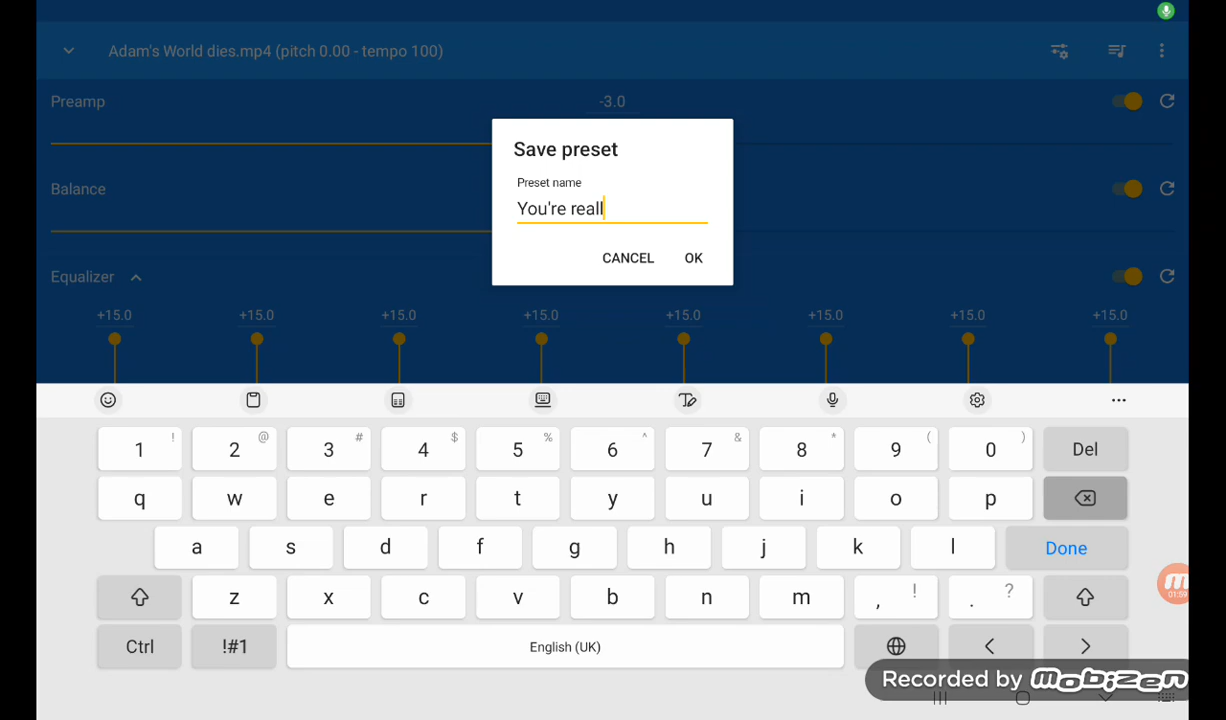 Adam's World dies.mp4 (pitch 0.00 - tempo 100)
Preamp -3.0
Save preset
Preset name
You're reall
CANCEL OK
Balance
Equalizer
+15.0 +15.0 +15.0 +15.0 +15.0 +15.0 +15.0 +15.0
! @ # $ % ^ & * ( )
1 2 3 4 5 6 7 8 9 0 Del
q w e r t y u i o p
a s d f g h j k l Done
z x c v b n m , ! . ?
01:59
Ctrl !#1 English (UK) < >
Recorded by mobizen